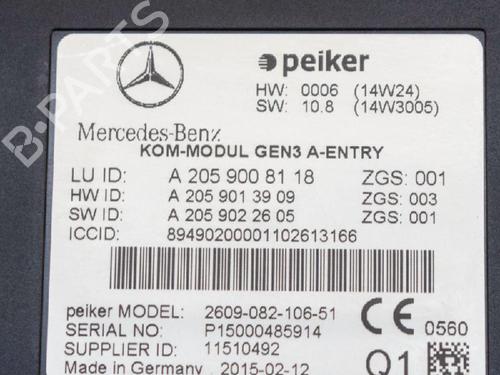 peiker
HW: 0006 (14W24)
SW: 10.8 (14W3005)
Mercedes-Benz
KOM-MODUL GEN3 A-ENTRY
LU ID: A 205 900 81 18 ZGS: 001
HW ID: A 205 901 39 09 ZGS: 003
SW ID: A 205 902 26 05 ZGS: 001
ICCID: 89490200001102613166
peiker MODEL: 2609-082-106-51
SERIAL NO: P15000485914
CE 0560
SUPPLIER ID: 11510492
Made in Germany 2015-02-12
Q1
B-PARTS